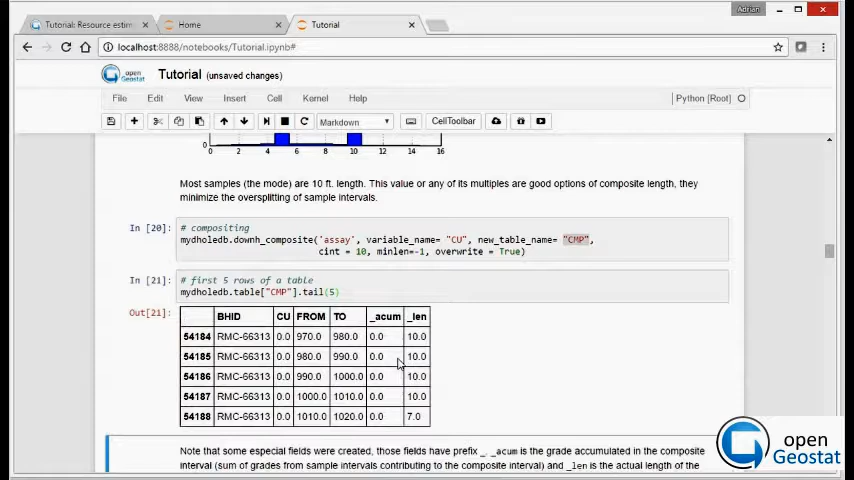 Adrian
Tutorial: Resource estim
Home
Tutorial
localhost:8888/notebooks/Tutorial.ipynb#
open
Geostat
Tutorial (unsaved changes)
File Edit View Insert Cell Kernel Help
Python [Root]
Markdown
CellToolbar
0
0 2 4 6 8 10 12 14 16
Most samples (the mode) are 10 ft. length. This value or any of its multiples are good options of composite length, they
minimize the oversplitting of sample intervals.
In [20]:
# compositing
mydholedb.downh_composite('assay', variable_name= "CU", new_table_name= "CMP",
cint = 10, minlen=-1, overwrite = True)
In [21]:
# first 5 rows of a table
mydholedb.table["CMP"].tail(5)
Out[21]:
BHID CU FROM TO _acum _len
54184 RMC-66313 0.0 970.0 980.0 0.0 10.0
54185 RMC-66313 0.0 980.0 990.0 0.0 10.0
54186 RMC-66313 0.0 990.0 1000.0 0.0 10.0
54187 RMC-66313 0.0 1000.0 1010.0 0.0 10.0
54188 RMC-66313 0.0 1010.0 1020.0 0.0 7.0
Note that some especial fields were created, those fields have prefix _. _acum is the grade accumulated in the composite
interval (sum of grades from sample intervals contributing to the composite interval) and _len is the actual length of the
open
Geostat